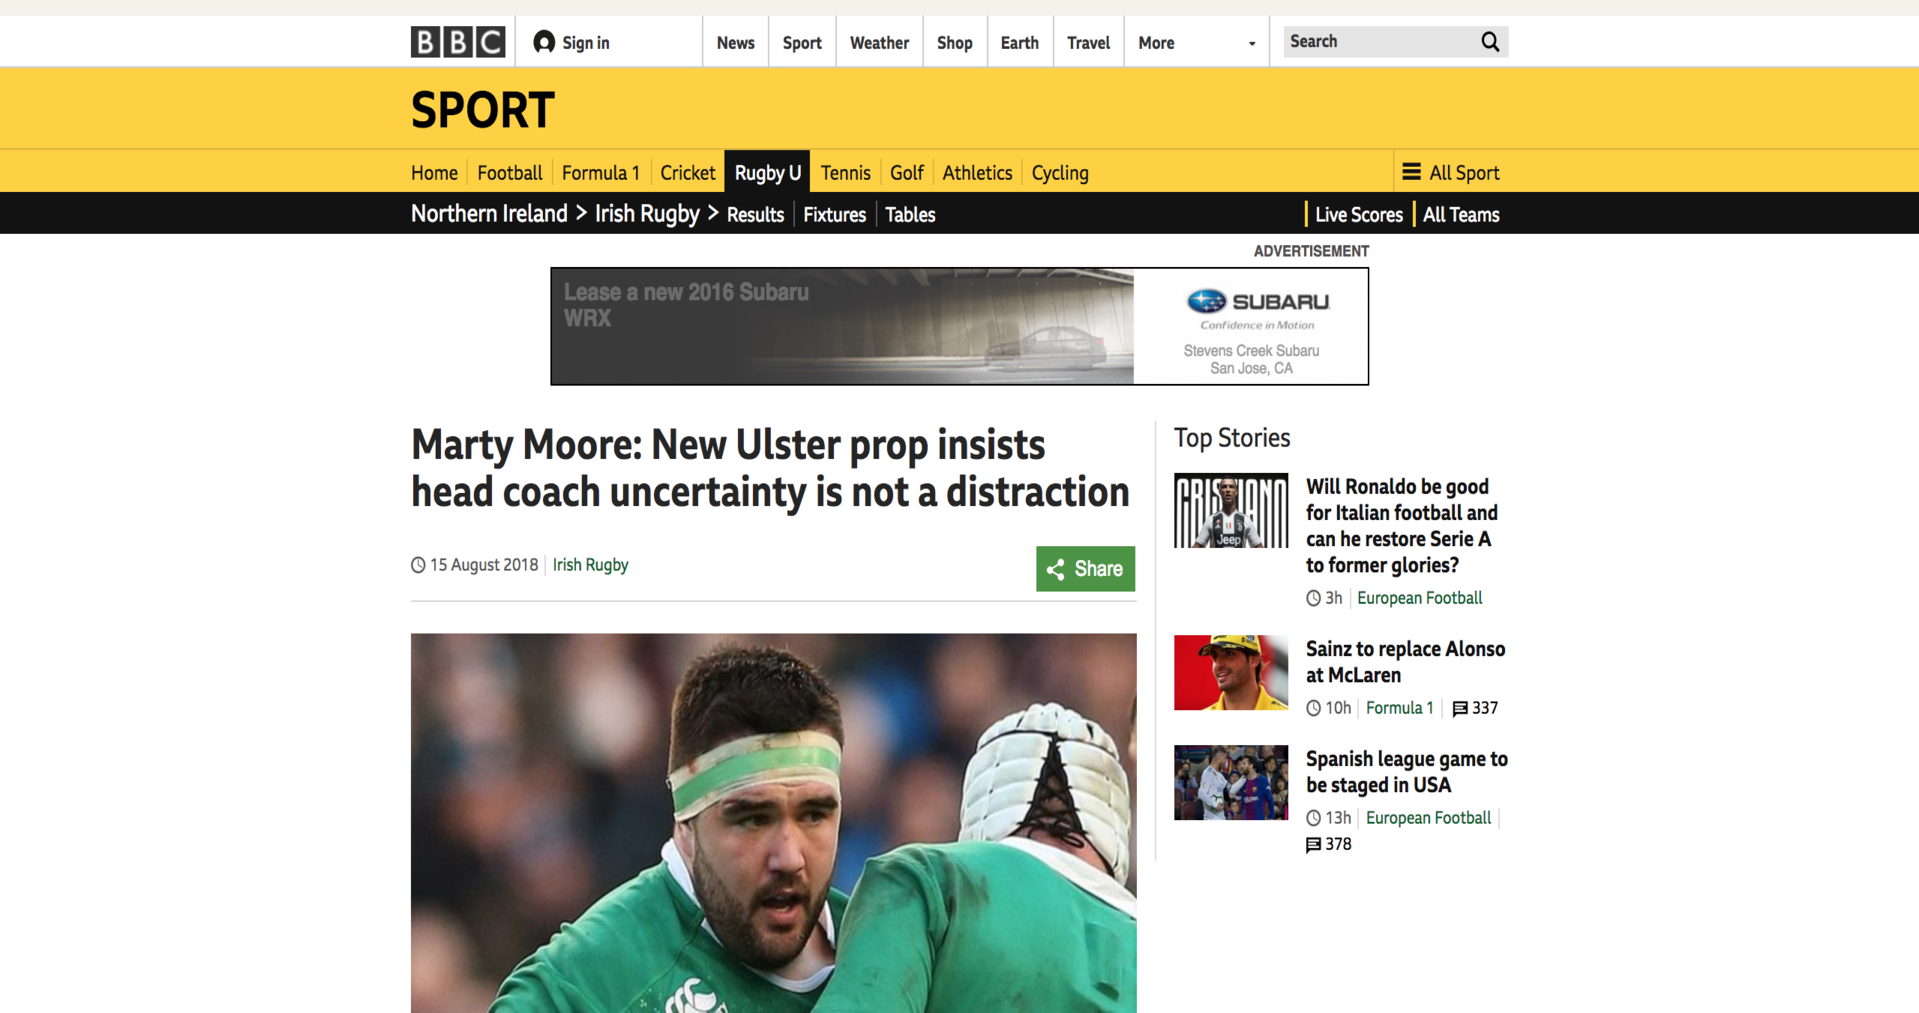 BBC
Sign in
News
Sport
Weather
Shop
Earth
Travel
More
Search
SPORT
Home
Football
Formula 1
Cricket
Rugby U
Tennis
Golf
Athletics
Cycling
All Sport
Northern Ireland > Irish Rugby > Results
Fixtures
Tables
Live Scores
All Teams
ADVERTISEMENT
Lease a new 2016 Subaru
WRX
SUBARU
Confidence in Motion
Stevens Creek Subaru
San Jose, CA
Marty Moore: New Ulster prop insists
head coach uncertainty is not a distraction
15 August 2018
Irish Rugby
Share
Top Stories
CRISTIANO
Jeep
Will Ronaldo be good
for Italian football and
can he restore Serie A
to former glories?
3h
European Football
Sainz to replace Alonso
at McLaren
10h
Formula 1
337
Spanish league game to
be staged in USA
13h
European Football
378